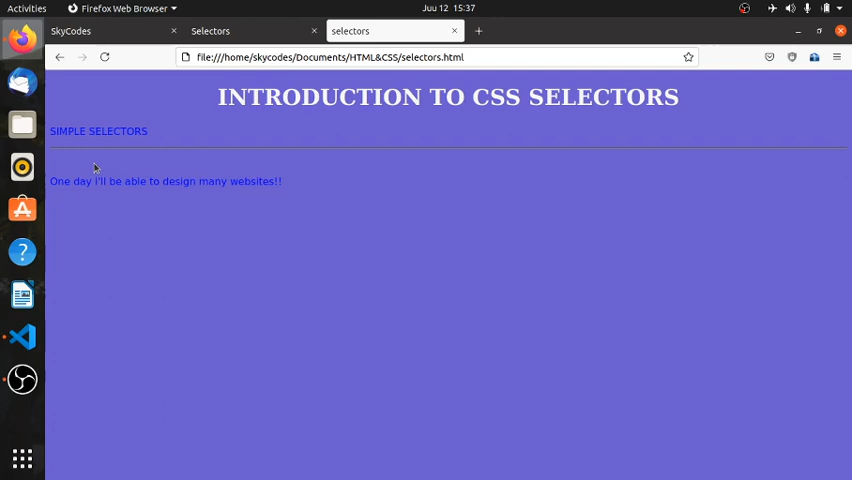 Activities
Firefox Web Browser
Juu 12 15:37
SkyCodes
Selectors
selectors
file:///home/skycodes/Documents/HTML&CSS/selectors.html
INTRODUCTION TO CSS SELECTORS
SIMPLE SELECTORS
One day i'll be able to design many websites!!